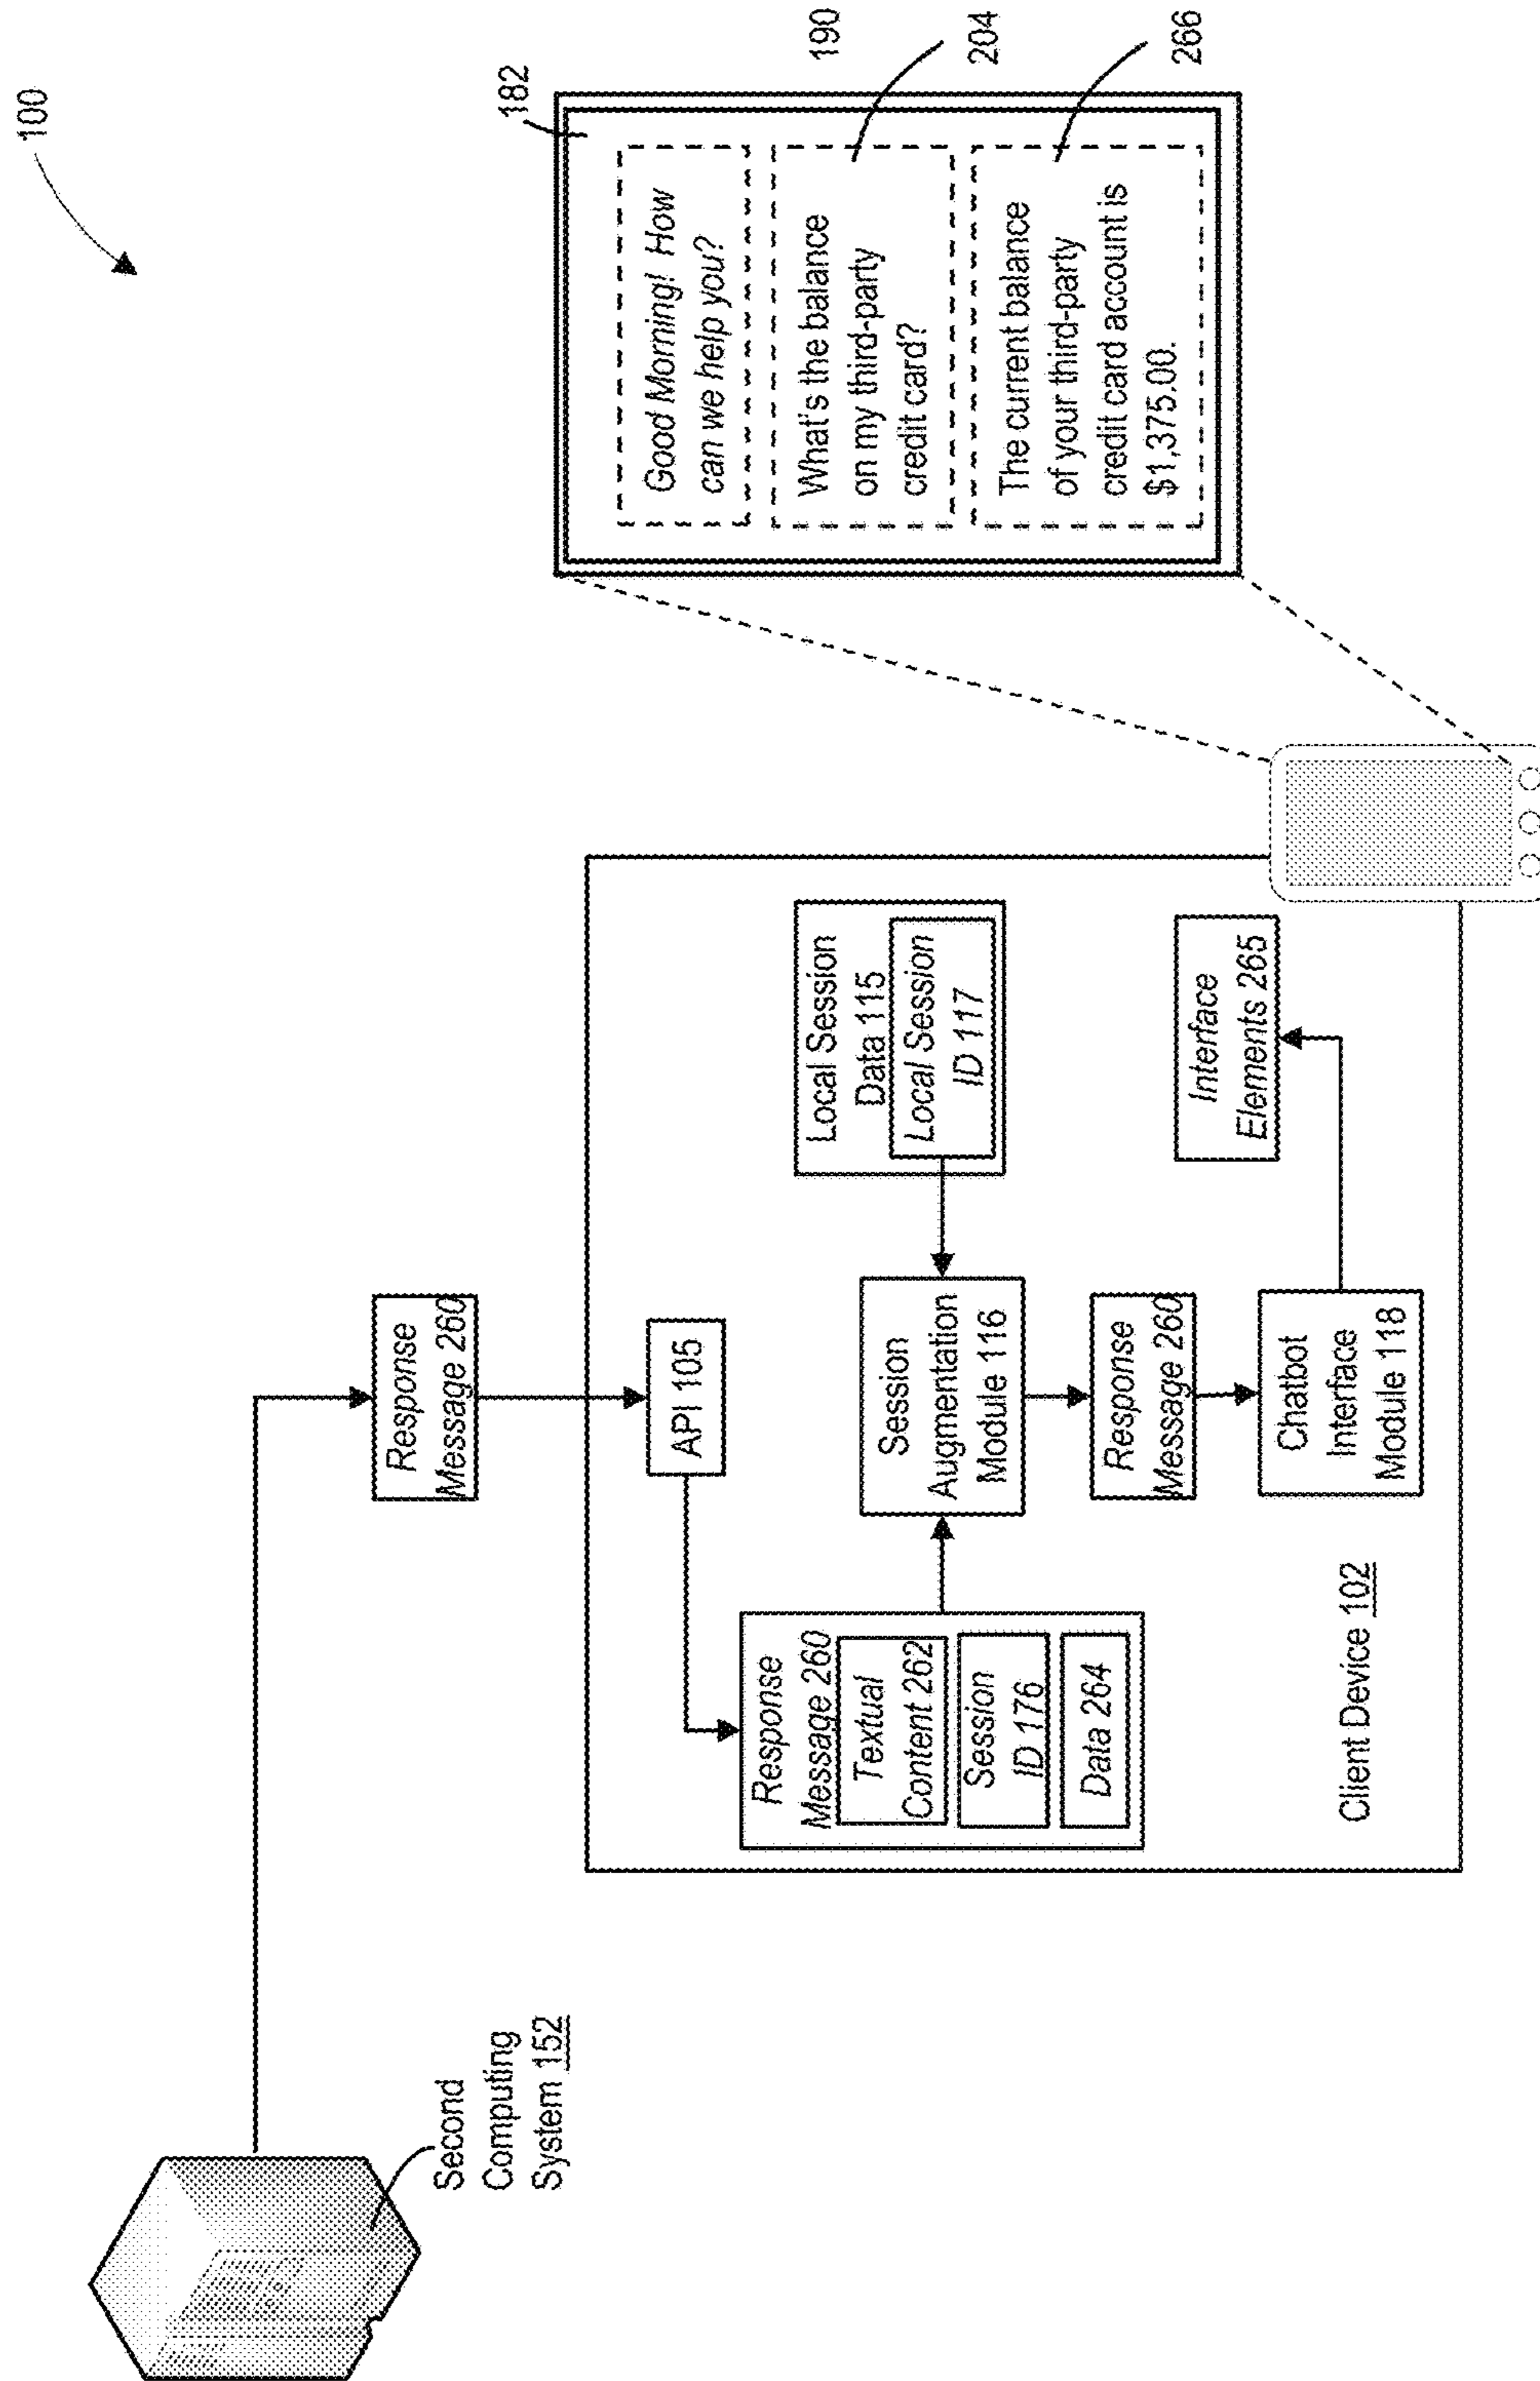 100
Second
Computing
System 152
Response
Message 260
API 105
Response
Message 260
Textual
Content 262
Session
ID 176
Data 264
Session
Augmentation
Module 116
Local Session
Data 115
Local Session
ID 117
Response
Message 260
Chatbot
Interface
Module 118
Interface
Elements 265
Client Device 102
182
Good Morning! How
can we help you?
190
What's the balance
on my third-party
credit card?
204
The current balance
of your third-party
credit card account is
$1,375.00.
266